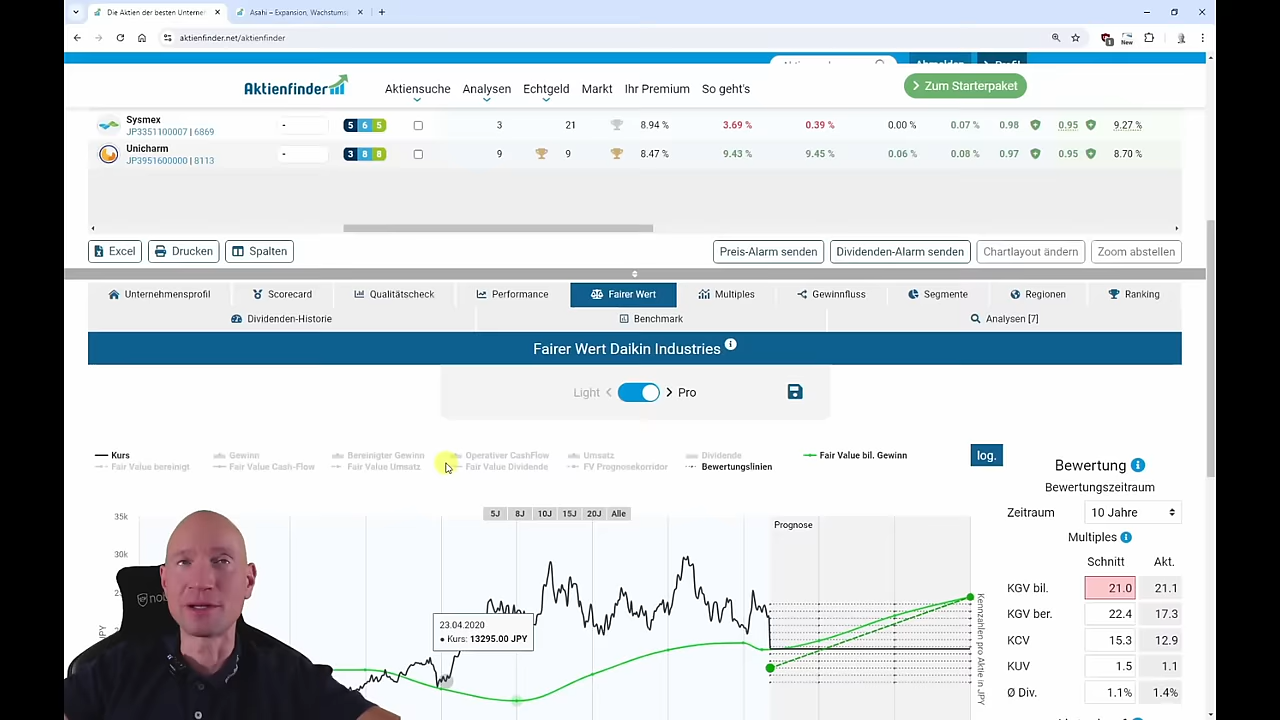 Die Aktien der besten Unterne
Asahi – Expansion, Wachstums
aktienfinder.net/aktienfinder
New
Abmelden
Profil
Aktienfinder
Aktiensuche
Analysen
Echtgeld
Markt
Ihr Premium
So geht's
Zum Starterpaket
Sysmex
JP3351100007 | 6869
- 5 6 5 3 21 8.94 % 3.69 % 0.39 % 0.00 % 0.07 % 0.98 0.95 9.27 %
Unicharm
JP3951600000 | 8113
- 3 8 8 9 9 8.47 % 9.43 % 9.45 % 0.06 % 0.08 % 0.97 0.95 8.70 %
Excel
Drucken
Spalten
Preis-Alarm senden
Dividenden-Alarm senden
Chartlayout ändern
Zoom abstellen
Unternehmensprofil
Scorecard
Qualitätscheck
Performance
Fairer Wert
Multiples
Gewinnfluss
Segmente
Regionen
Ranking
Dividenden-Historie
Benchmark
Analysen [7]
Fairer Wert Daikin Industries
Light < > Pro
Kurs
Gewinn
Bereinigter Gewinn
Operativer CashFlow
Umsatz
Dividende
Fair Value bil. Gewinn
Fair Value bereinigt
Fair Value Cash-Flow
Fair Value Umsatz
Fair Value Dividende
FV Prognosekorridor
Bewertungslinien
log.
5J 8J 10J 15J 20J Alle
35k
30k
Prognose
23.04.2020
Kurs: 13295.00 JPY
Kennzahlen pro Aktie in JPY
Bewertung
Bewertungszeitraum
Zeitraum 10 Jahre
Multiples
Schnitt Akt.
KGV bil. 21.0 21.1
KGV ber. 22.4 17.3
KCV 15.3 12.9
KUV 1.5 1.1
Ø Div. 1.1% 1.4%